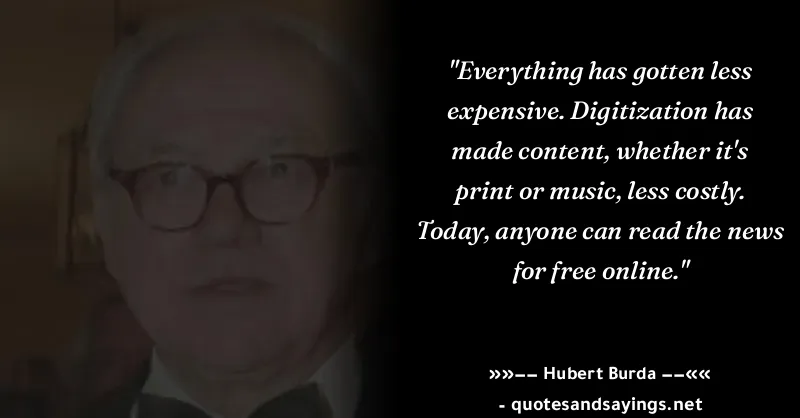 "Everything has gotten less
expensive. Digitization has
made content, whether it's
print or music, less costly.
Today, anyone can read the news
for free online."
»»–– Hubert Burda ––««
- quotesandsayings.net